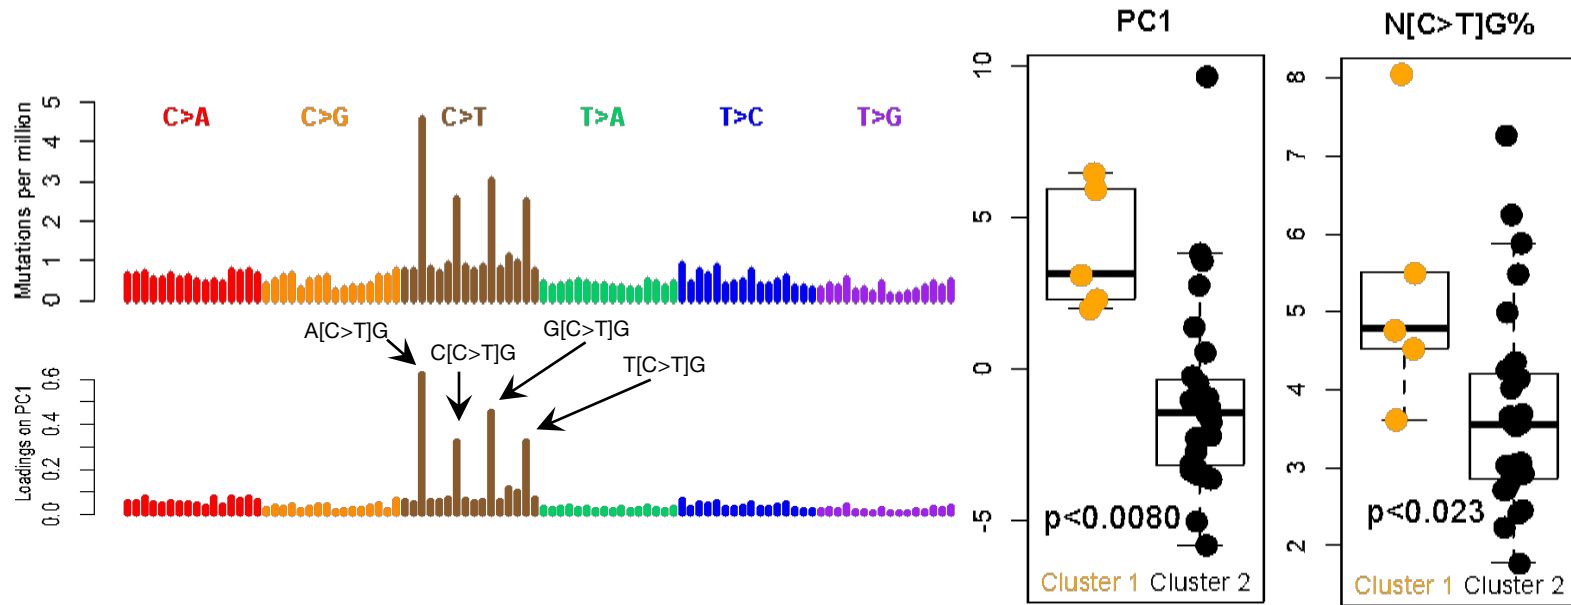 Mutations per million
0 1 2 3 4 5
C>A C>G C>T T>A T>C T>G
A[C>T]G
C[C>T]G
G[C>T]G
T[C>T]G
Loadings on PC1
0.0 0.2 0.4 0.6
PC1
10
5
0
-5
p<0.0080
Cluster 1 Cluster 2
N[C>T]G%
8
7
6
5
4
3
2
p<0.023
Cluster 1 Cluster 2